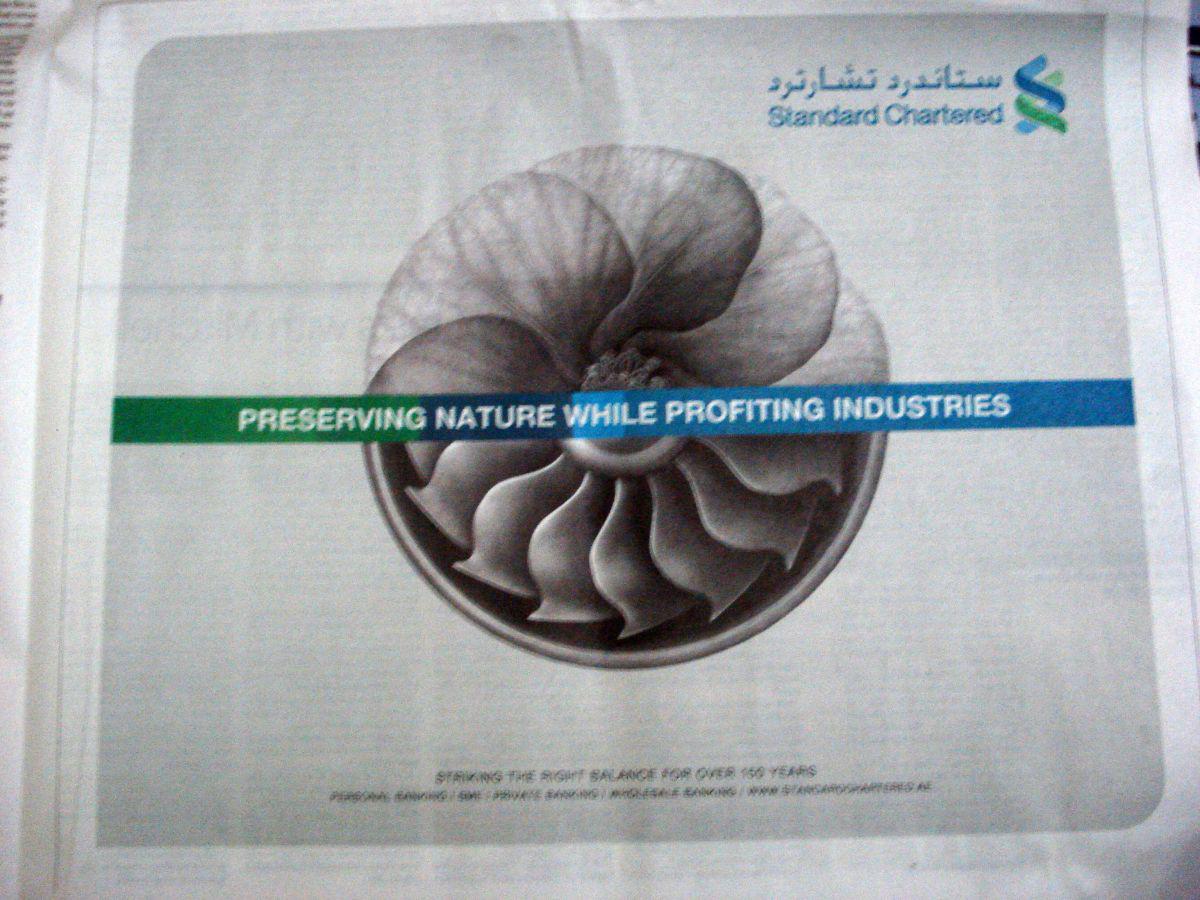 ستاندرد تشارترد
Standard Chartered
PRESERVING NATURE WHILE PROFITING INDUSTRIES
STRIKING THE RIGHT BALANCE FOR OVER 150 YEARS
PERSONAL BANKING / SME / PRIVATE BANKING / WHOLESALE BANKING / WWW.STANDARDCHARTERED.AE